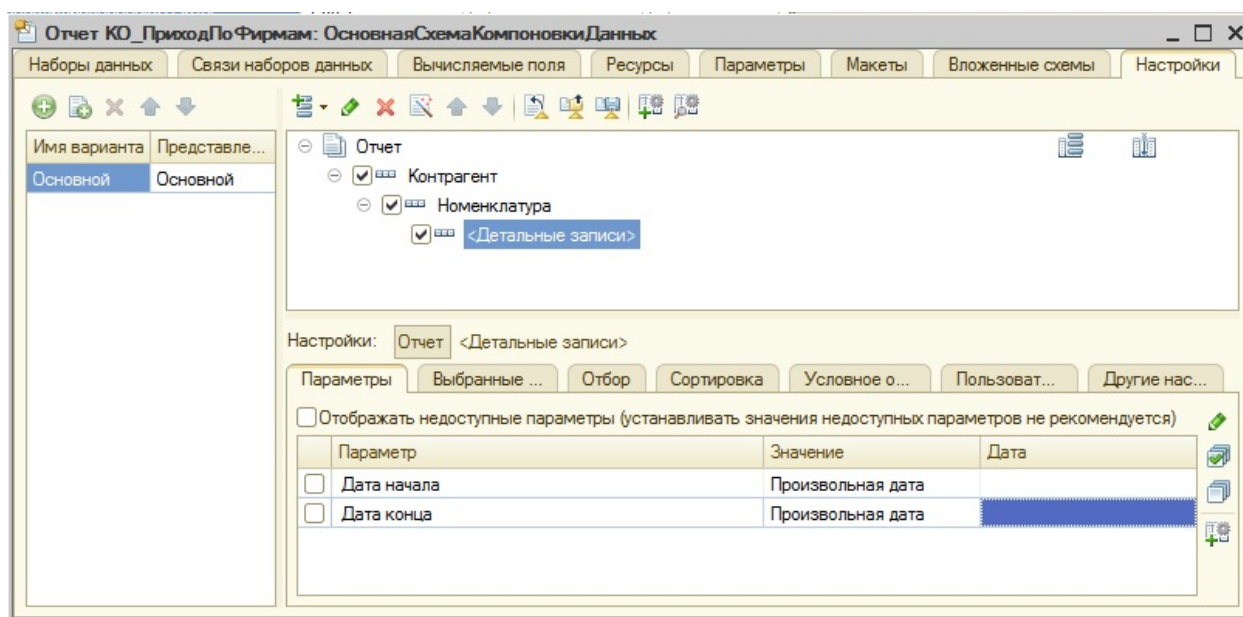 Отчет КО_ПриходПоФирмам: ОсновнаяСхемаКомпоновкиДанных
Наборы данных Связи наборов данных Вычисляемые поля Ресурсы Параметры Макеты Вложенные схемы Настройки
Имя варианта Представле...
Основной Основной
Отчет
Контрагент
Номенклатура
<Детальные записи>
Настройки: Отчет <Детальные записи>
Параметры Выбранные ... Отбор Сортировка Условное о... Пользоват... Другие нас...
Отображать недоступные параметры (устанавливать значения недоступных параметров не рекомендуется)
Параметр Значение Дата
Дата начала Произвольная дата
Дата конца Произвольная дата